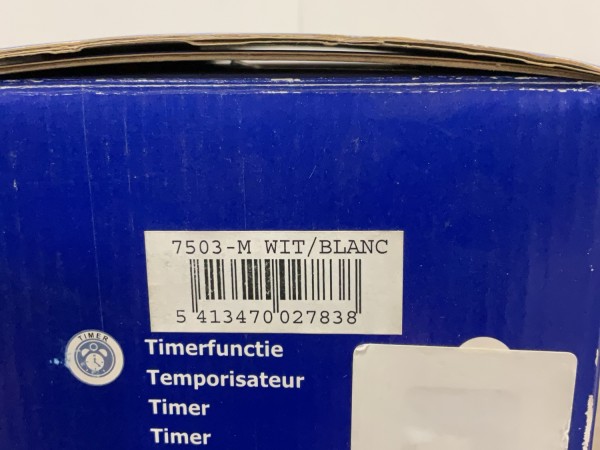 7503-M WIT/BLANC
5 413470 027838
TIMER
Timerfunctie
Temporisateur
Timer
Timer